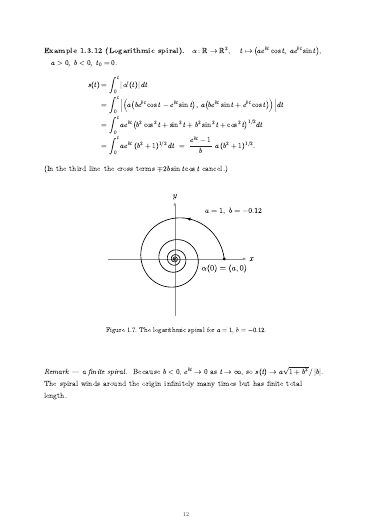 Example 1.3.12 (Logarithmic spiral). α: ℝ → ℝ², t ↦ (ae^{bt} cos t, ae^{bt} sin t),
a > 0, b < 0, t₀ = 0.
s(t) = ∫₀ᵗ |α′(t)| dt
= ∫₀ᵗ |(a(be^{bt} cos t − e^{bt} sin t), a(be^{bt} sin t + e^{bt} cos t))| dt
= ∫₀ᵗ ae^{bt} (b² cos² t + sin² t + b² sin² t + cos² t)^{1/2} dt
= ∫₀ᵗ ae^{bt} (b² + 1)^{1/2} dt = (e^{bt} − 1)/b a (b² + 1)^{1/2}.
(In the third line the cross terms ∓2b sin t cos t cancel.)
y
a = 1, b = −0.12
x
α(0) = (a, 0)
Figure 1.7. The logarithmic spiral for a = 1, b = −0.12.
Remark — a finite spiral. Because b < 0, e^{bt} → 0 as t → ∞, so s(t) → a√(1 + b²)/|b|.
The spiral winds around the origin infinitely many times but has finite total
length.
12